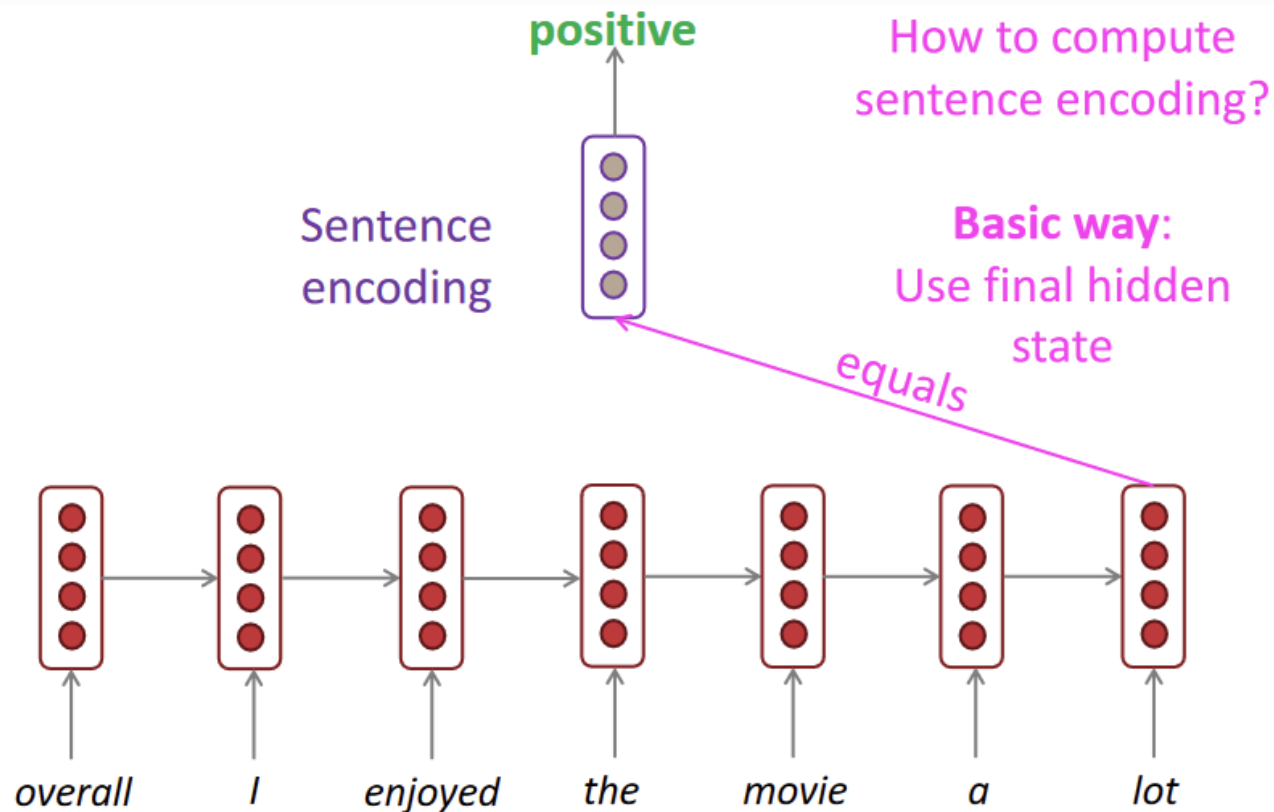 positive
How to compute
sentence encoding?
Sentence
encoding
Basic way:
Use final hidden
state
equals
overall I enjoyed the movie a lot